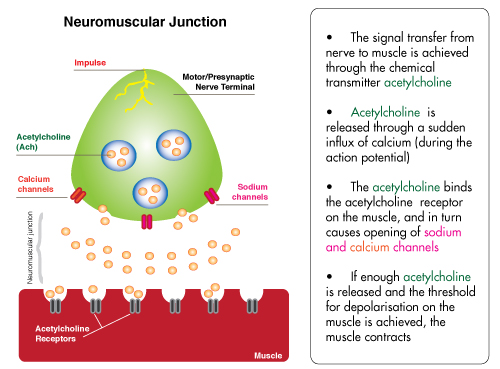 Neuromuscular Junction
Impulse
Motor/Presynaptic
Nerve Terminal
Acetylcholine
(Ach)
Calcium
channels
Sodium
channels
Neuromuscular junction
Acetylcholine
Receptors
Muscle
• The signal transfer from
nerve to muscle is achieved
through the chemical
transmitter acetylcholine
• Acetylcholine is
released through a sudden
influx of calcium (during the
action potential)
• The acetylcholine binds
the acetylcholine receptor
on the muscle, and in turn
causes opening of sodium
and calcium channels
• If enough acetylcholine
is released and the threshold
for depolarisation on the
muscle is achieved, the
muscle contracts